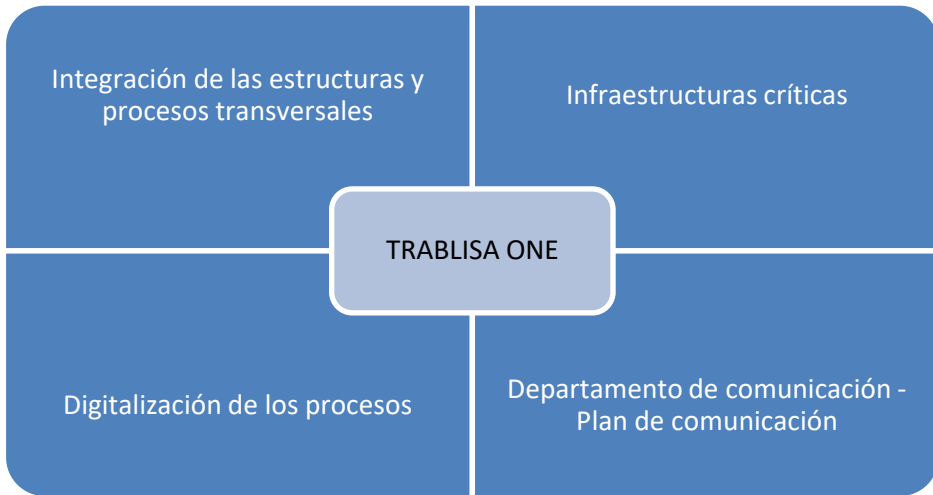 Integración de las estructuras y
procesos transversales
Infraestructuras críticas
TRABLISA ONE
Digitalización de los procesos
Departamento de comunicación -
Plan de comunicación